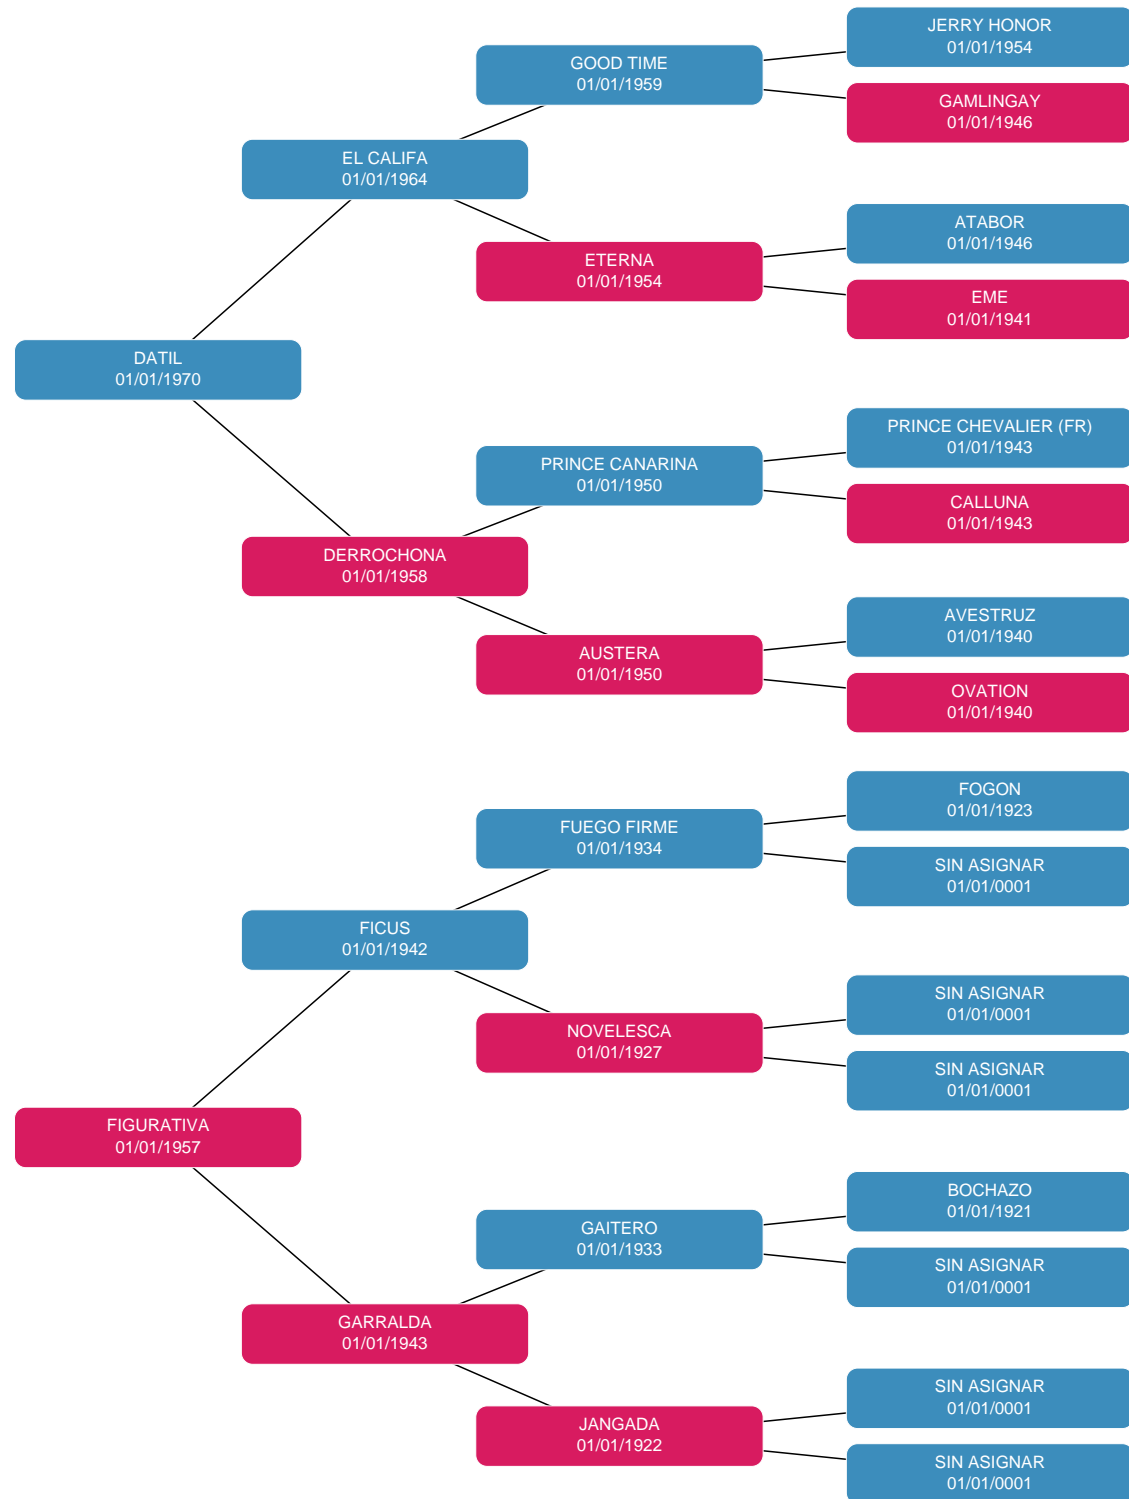 JERRY HONOR
01/01/1954
GOOD TIME
01/01/1959
GAMLINGAY
01/01/1946
EL CALIFA
01/01/1964
ATABOR
01/01/1946
ETERNA
01/01/1954
EME
01/01/1941
DATIL
01/01/1970
PRINCE CHEVALIER (FR)
01/01/1943
PRINCE CANARINA
01/01/1950
CALLUNA
01/01/1943
DERROCHONA
01/01/1958
AVESTRUZ
01/01/1940
AUSTERA
01/01/1950
OVATION
01/01/1940
FOGON
01/01/1923
FUEGO FIRME
01/01/1934
SIN ASIGNAR
01/01/0001
FICUS
01/01/1942
SIN ASIGNAR
01/01/0001
NOVELESCA
01/01/1927
SIN ASIGNAR
01/01/0001
FIGURATIVA
01/01/1957
BOCHAZO
01/01/1921
GAITERO
01/01/1933
SIN ASIGNAR
01/01/0001
GARRALDA
01/01/1943
SIN ASIGNAR
01/01/0001
JANGADA
01/01/1922
SIN ASIGNAR
01/01/0001